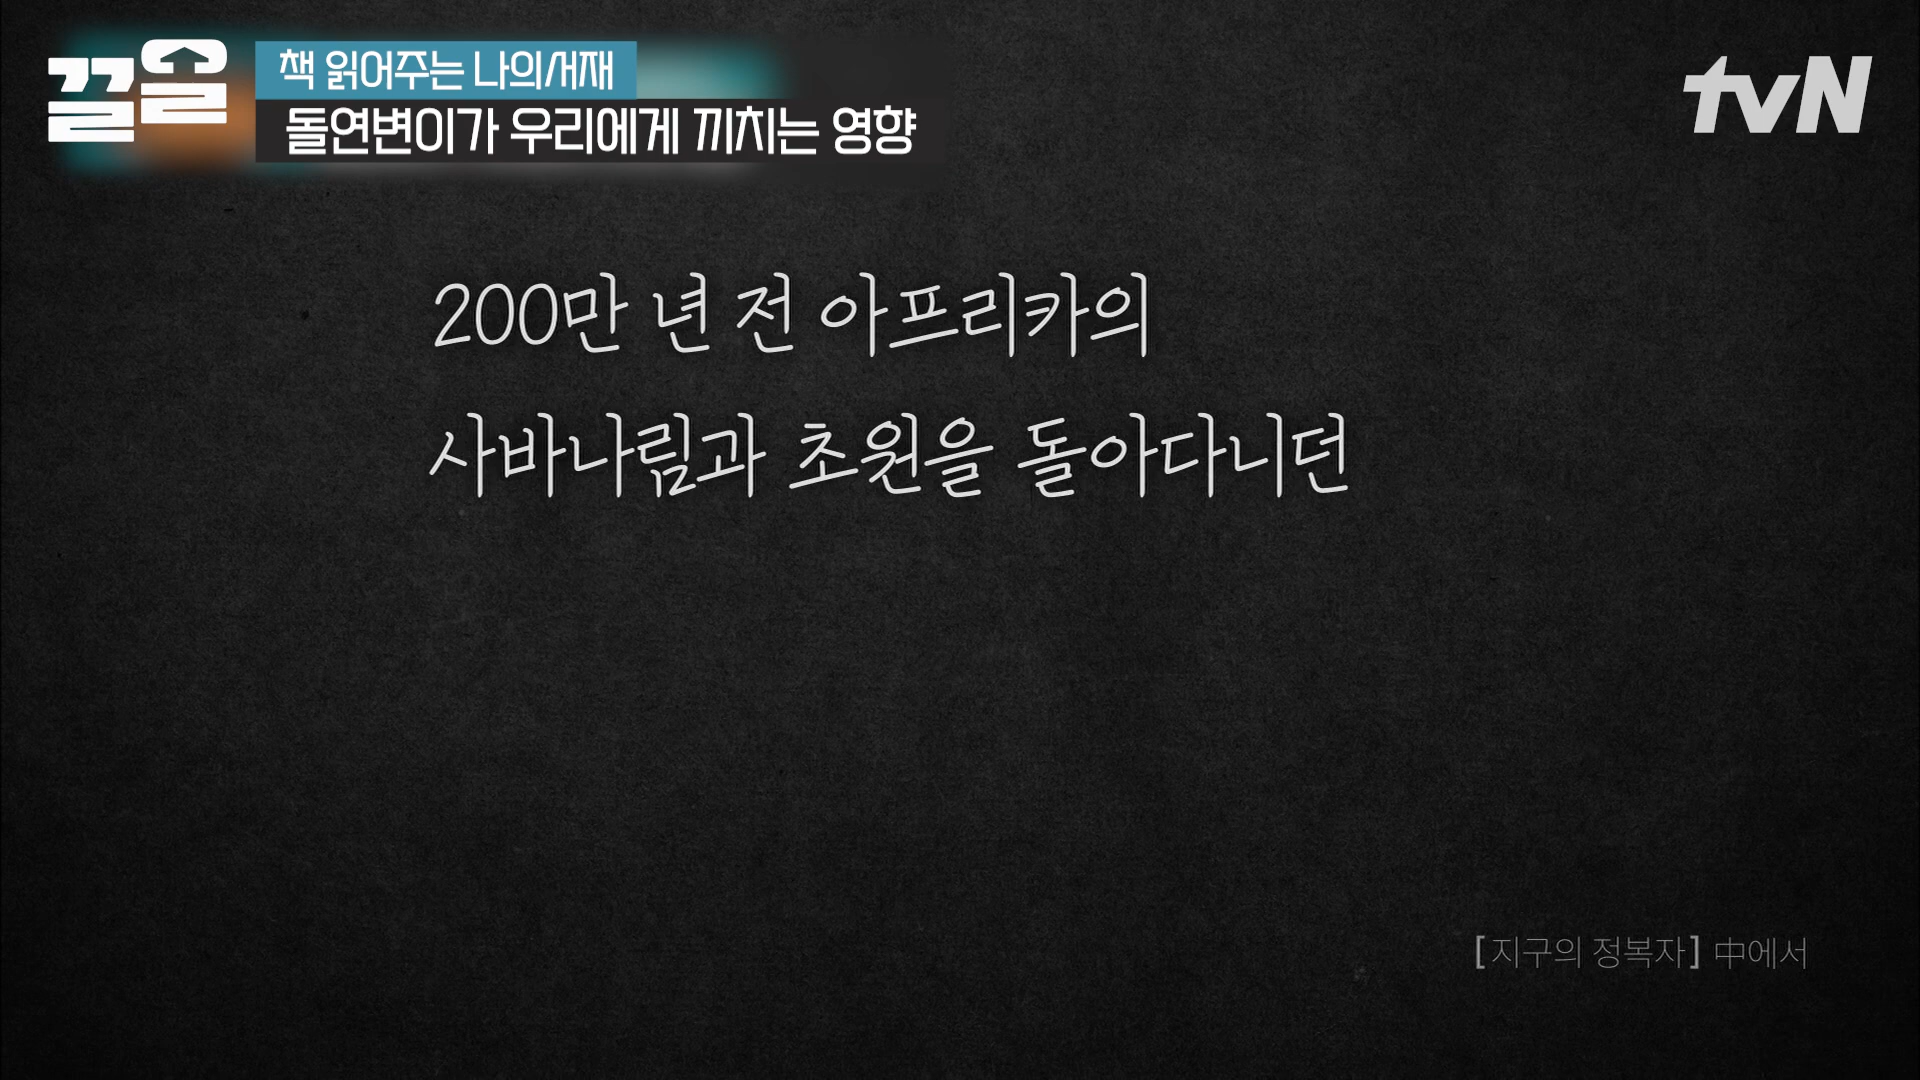 끌올
책 읽어주는 나의서재
tvN
돌연변이가 우리에게 끼치는 영향
200만 년 전 아프리카의
사바나림과 초원을 돌아다니던
[지구의 정복자] 中에서